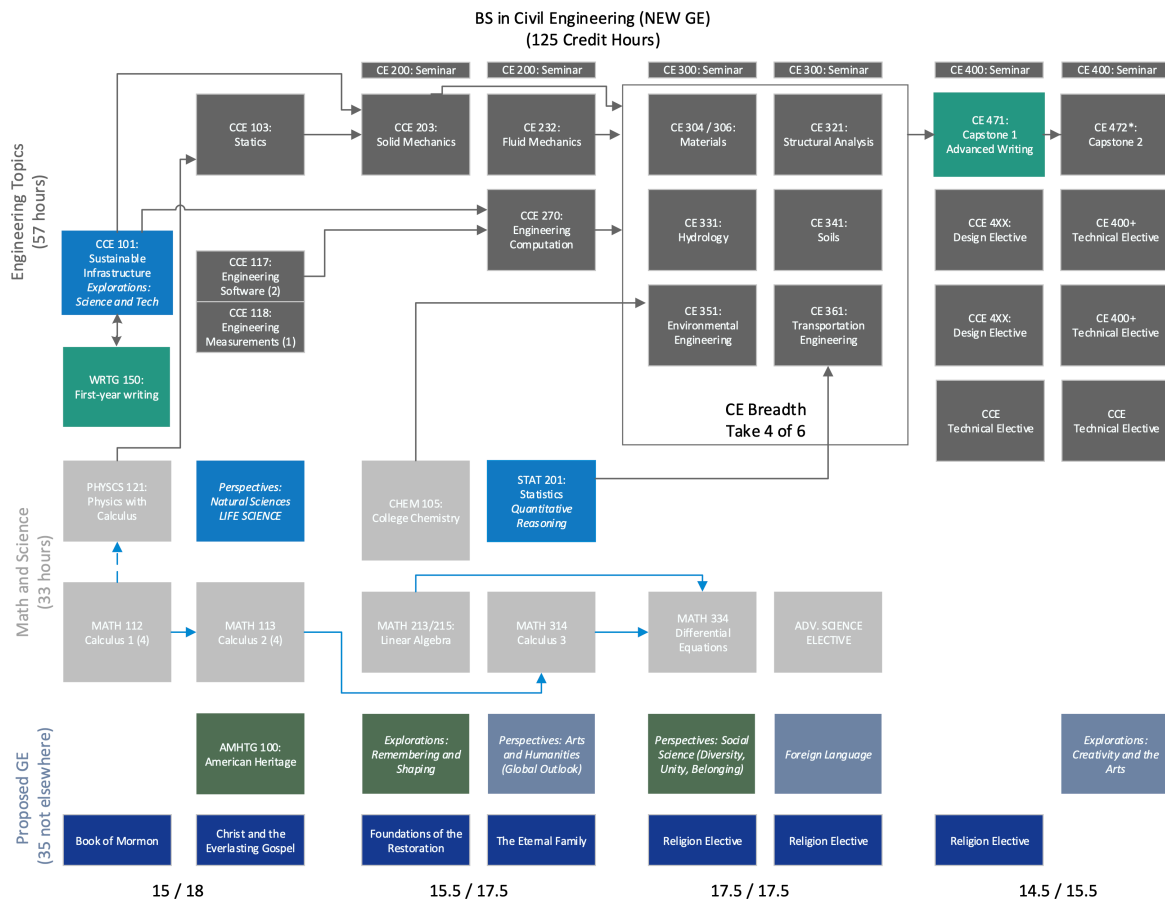 BS in Civil Engineering (NEW GE)
(125 Credit Hours)
CE 200: Seminar
CE 200: Seminar
CE 300: Seminar
CE 300: Seminar
CE 400: Seminar
CE 400: Seminar
Engineering Topics
(57 hours)
CCE 103:
Statics
CCE 203:
Solid Mechanics
CE 232:
Fluid Mechanics
CE 304 / 306:
Materials
CE 321:
Structural Analysis
CE 471:
Capstone 1
Advanced Writing
CE 472*:
Capstone 2
CCE 101:
Sustainable
Infrastructure
Explorations:
Science and Tech
CCE 117:
Engineering
Software (2)
CCE 118:
Engineering
Measurements (1)
CCE 270:
Engineering
Computation
CE 331:
Hydrology
CE 341:
Soils
CCE 4XX:
Design Elective
CE 400+
Technical Elective
CE 351:
Environmental
Engineering
CE 361:
Transportation
Engineering
CCE 4XX:
Design Elective
CE 400+
Technical Elective
WRTG 150:
First-year writing
CE Breadth
Take 4 of 6
CCE
Technical Elective
CCE
Technical Elective
Math and Science
(33 hours)
PHYSCS 121:
Physics with
Calculus
Perspectives:
Natural Sciences
LIFE SCIENCE
CHEM 105:
College Chemistry
STAT 201:
Statistics
Quantitative
Reasoning
MATH 112
Calculus 1 (4)
MATH 113
Calculus 2 (4)
MATH 213/215:
Linear Algebra
MATH 314
Calculus 3
MATH 334
Differential
Equations
ADV. SCIENCE
ELECTIVE
Proposed GE
(35 not elsewhere)
AMHTG 100:
American Heritage
Explorations:
Remembering and
Shaping
Perspectives: Arts
and Humanities
(Global Outlook)
Perspectives: Social
Science (Diversity,
Unity, Belonging)
Foreign Language
Explorations:
Creativity and the
Arts
Book of Mormon
Christ and the
Everlasting Gospel
Foundations of the
Restoration
The Eternal Family
Religion Elective
Religion Elective
Religion Elective
15 / 18
15.5 / 17.5
17.5 / 17.5
14.5 / 15.5